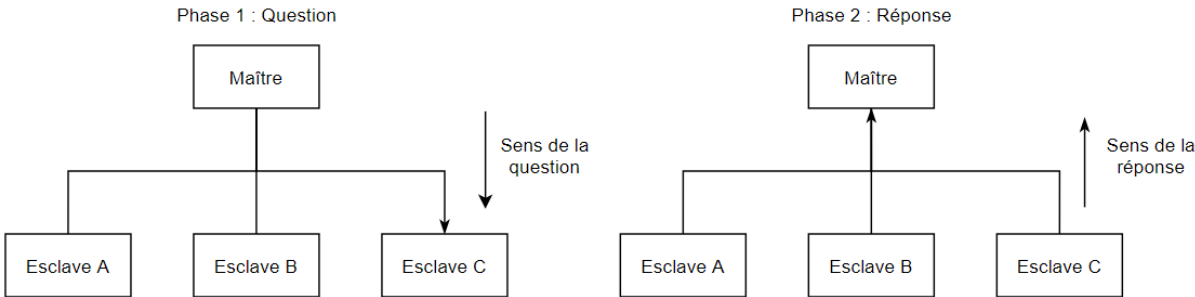 Phase 1 : Question
Maître
Sens de la
question
Esclave A
Esclave B
Esclave C
Phase 2 : Réponse
Maître
Sens de la
réponse
Esclave A
Esclave B
Esclave C